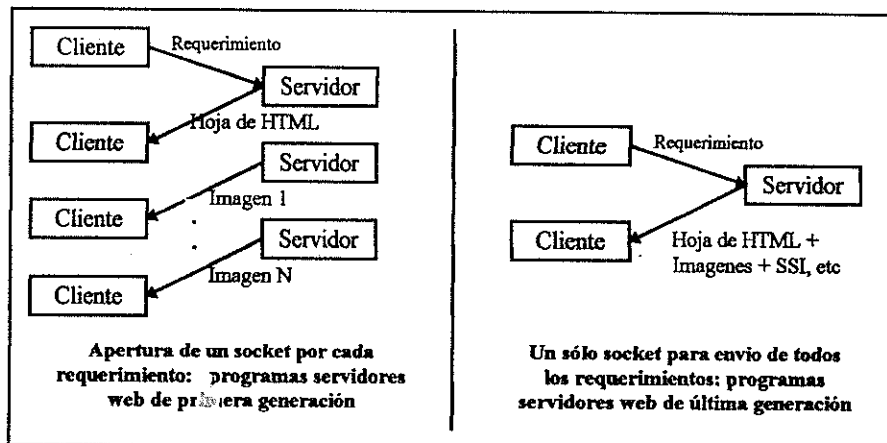 Cliente
Requerimiento
Servidor
Hoja de HTML
Cliente
Servidor
Imagen 1
Cliente
Servidor
Imagen N
Cliente
Apertura de un socket por cada
requerimiento: programas servidores
web de primera generación
Cliente
Requerimiento
Servidor
Cliente
Hoja de HTML +
Imagenes + SSI, etc
Un sólo socket para envio de todos
los requerimientos: programas
servidores web de última generación